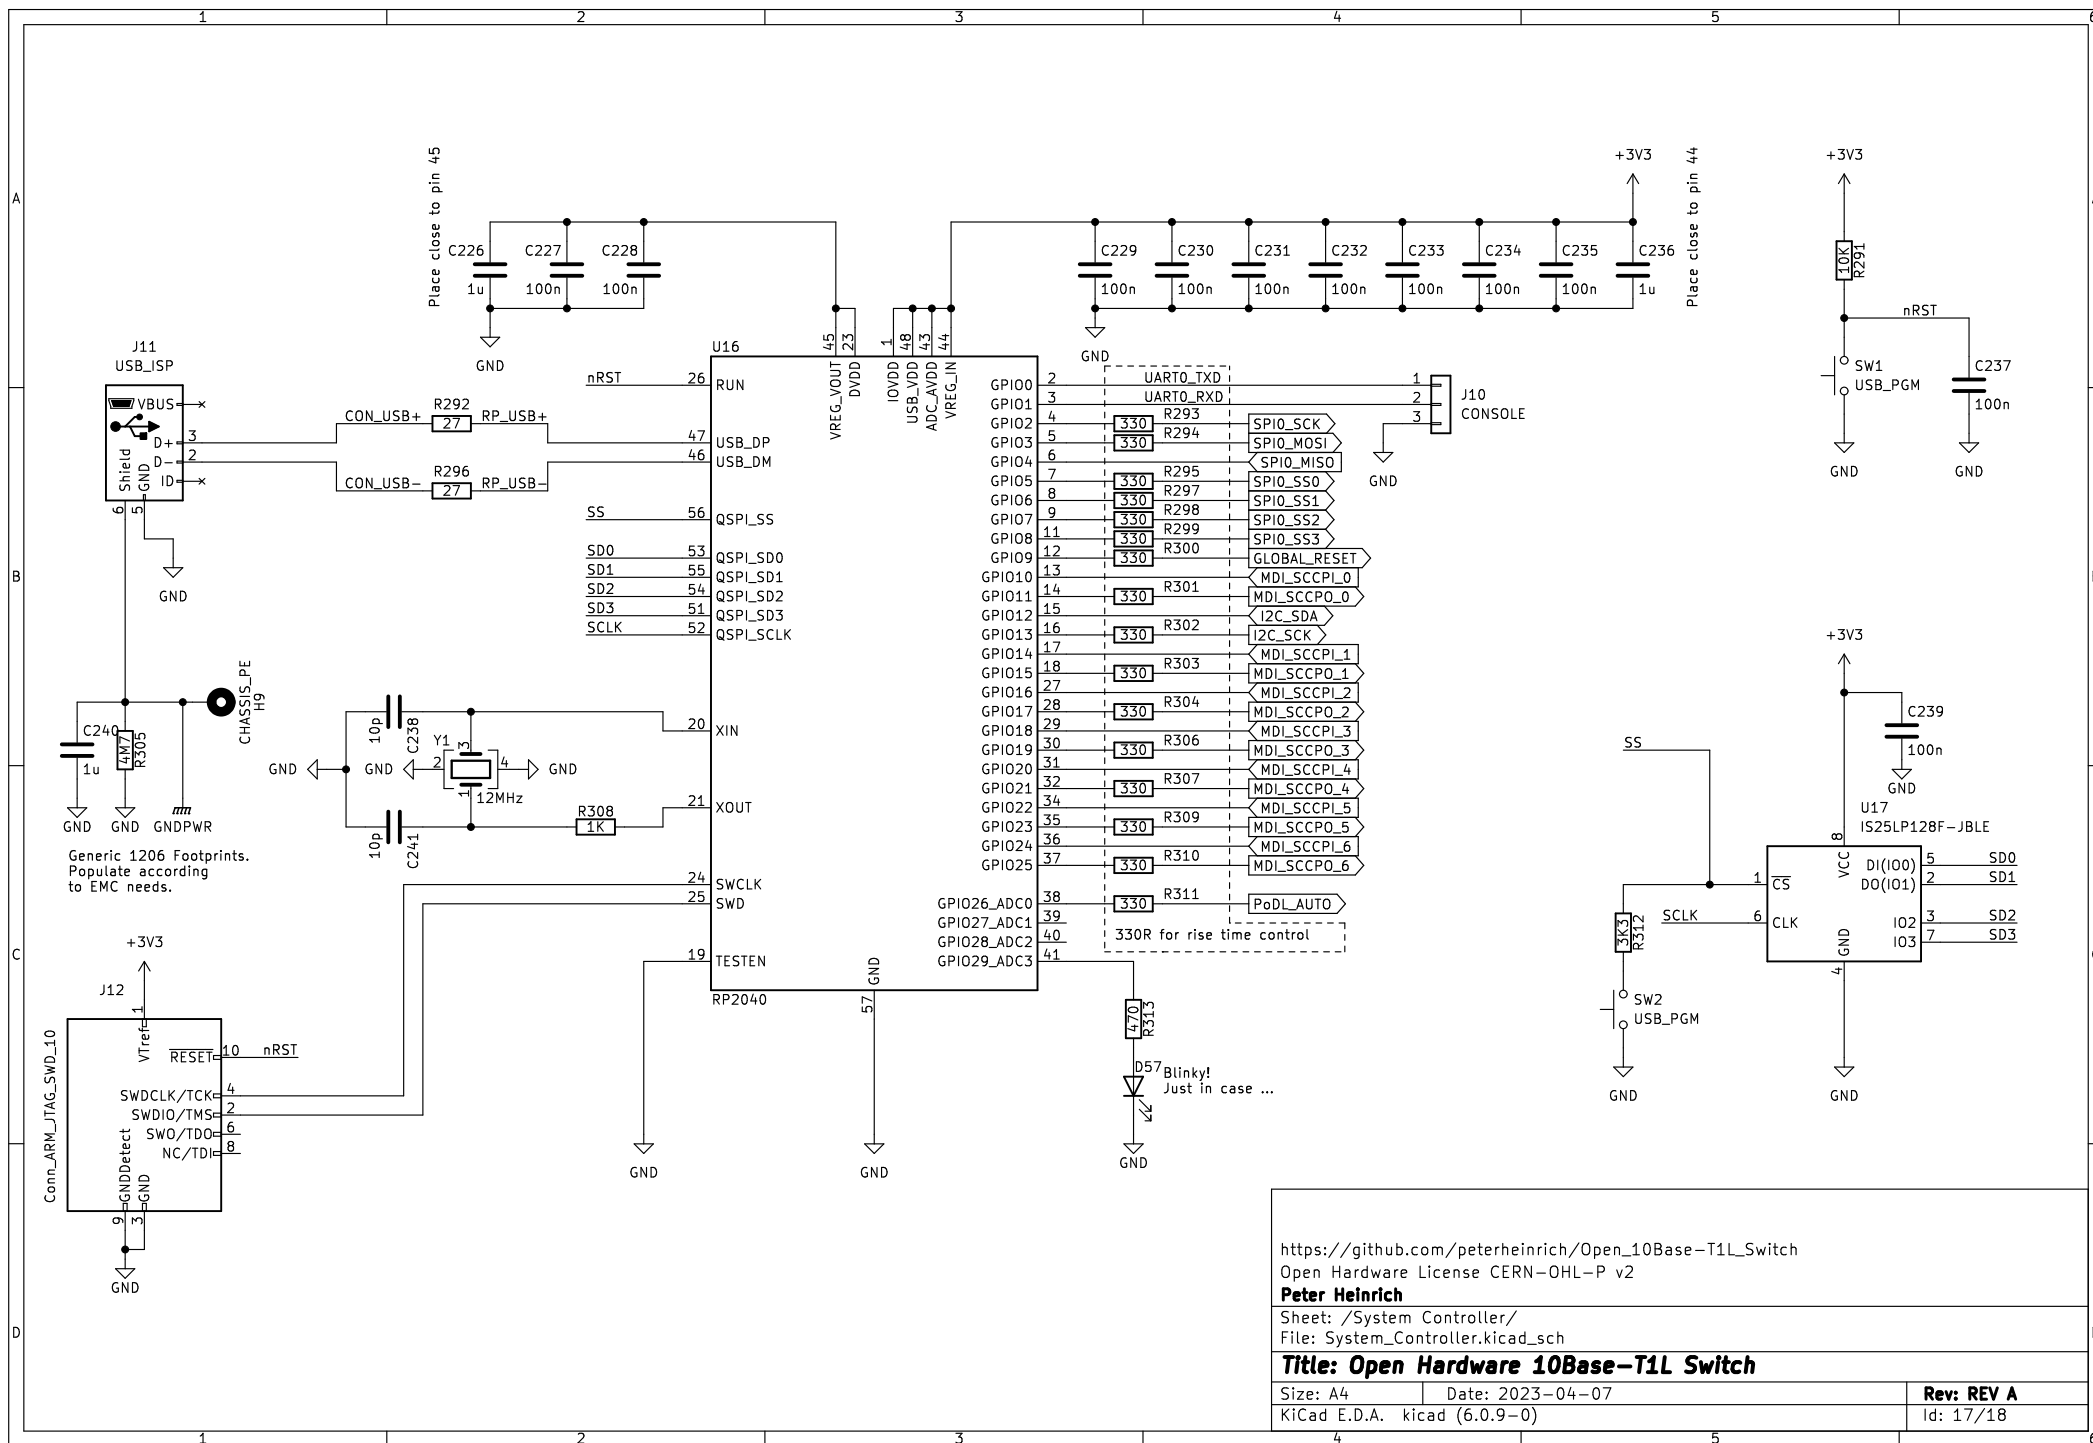 1 2 3 4 5 6
A
B
C
D
Place close to pin 45
C226
1u
C227
100n
C228
100n
GND
+3V3
Place close to pin 44
C229
100n
C230
100n
C231
100n
C232
100n
C233
100n
C234
100n
C235
100n
C236
1u
GND
+3V3
10K
R291
nRST
SW1
USB_PGM
C237
100n
GND
GND
J11
USB_ISP
VBUS
D+ 3
D- 2
ID
Shield
GND
6
5
GND
CON_USB+
R292
27
RP_USB+
CON_USB-
R296
27
RP_USB-
U16
RP2040
45 VREG_VOUT
23 DVDD
1 IOVDD
48 USB_VDD
43 ADC_AVDD
44 VREG_IN
nRST 26 RUN
47 USB_DP
46 USB_DM
SS 56 QSPI_SS
SD0 53 QSPI_SD0
SD1 55 QSPI_SD1
SD2 54 QSPI_SD2
SD3 51 QSPI_SD3
SCLK 52 QSPI_SCLK
20 XIN
21 XOUT
24 SWCLK
25 SWD
19 TESTEN
GND
57
GND
GND
GPIO0 2 UART0_TXD 1
GPIO1 3 UART0_RXD 2
J10
CONSOLE
3
GND
GPIO2 4 330 R293 SPI0_SCK
GPIO3 5 330 R294 SPI0_MOSI
GPIO4 6 SPI0_MISO
GPIO5 7 330 R295 SPI0_SS0
GPIO6 8 330 R297 SPI0_SS1
GPIO7 9 330 R298 SPI0_SS2
GPIO8 11 330 R299 SPI0_SS3
GPIO9 12 330 R300 GLOBAL_RESET
GPIO10 13 MDI_SCCPI_0
GPIO11 14 330 R301 MDI_SCCPO_0
GPIO12 15 I2C_SDA
GPIO13 16 330 R302 I2C_SCK
GPIO14 17 MDI_SCCPI_1
GPIO15 18 330 R303 MDI_SCCPO_1
GPIO16 27 MDI_SCCPI_2
GPIO17 28 330 R304 MDI_SCCPO_2
GPIO18 29 MDI_SCCPI_3
GPIO19 30 330 R306 MDI_SCCPO_3
GPIO20 31 MDI_SCCPI_4
GPIO21 32 330 R307 MDI_SCCPO_4
GPIO22 34 MDI_SCCPI_5
GPIO23 35 330 R309 MDI_SCCPO_5
GPIO24 36 MDI_SCCPI_6
GPIO25 37 330 R310 MDI_SCCPO_6
GPIO26_ADC0 38 330 R311 PoDL_AUTO
GPIO27_ADC1 39
GPIO28_ADC2 40
GPIO29_ADC3 41
330R for rise time control
470
R313
D57
Blinky!
Just in case ...
GND
CHASSIS_PE
H9
C240
1u
4M7
R305
GND
GND
GNDPWR
Generic 1206 Footprints.
Populate according
to EMC needs.
10p
C238
Y1
3
2
4
1
12MHz
GND
GND
GND
10p
C241
R308
1K
+3V3
J12
Conn_ARM_JTAG_SWD_10
1
VTref
RESET 10 nRST
SWDCLK/TCK 4
SWDIO/TMS 2
SWO/TDO 6
NC/TDI 8
GNDDetect
GND
9
3
GND
+3V3
C239
100n
GND
SS
U17
IS25LP128F-JBLE
8
VCC
1 CS
6 CLK
SCLK
DI(IO0) 5 SD0
DO(IO1) 2 SD1
IO2 3 SD2
IO3 7 SD3
GND
4
GND
3K3
R312
SW2
USB_PGM
GND
https://github.com/peterheinrich/Open_10Base-T1L_Switch
Open Hardware License CERN-OHL-P v2
Peter Heinrich
Sheet: /System Controller/
File: System_Controller.kicad_sch
Title: Open Hardware 10Base-T1L Switch
Size: A4 Date: 2023-04-07 Rev: REV A
KiCad E.D.A. kicad (6.0.9-0) Id: 17/18
1 2 3 4 5 6